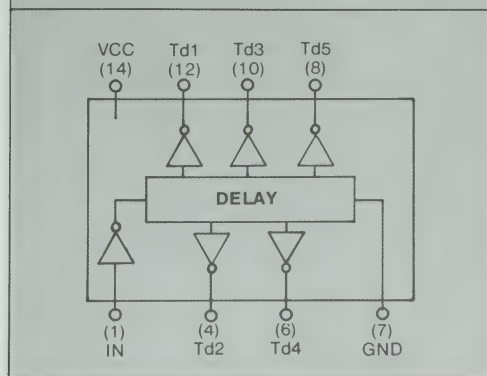 VCC Td1 Td3 Td5
(14) (12) (10) (8)
DELAY
(1) (4) (6) (7)
IN Td2 Td4 GND